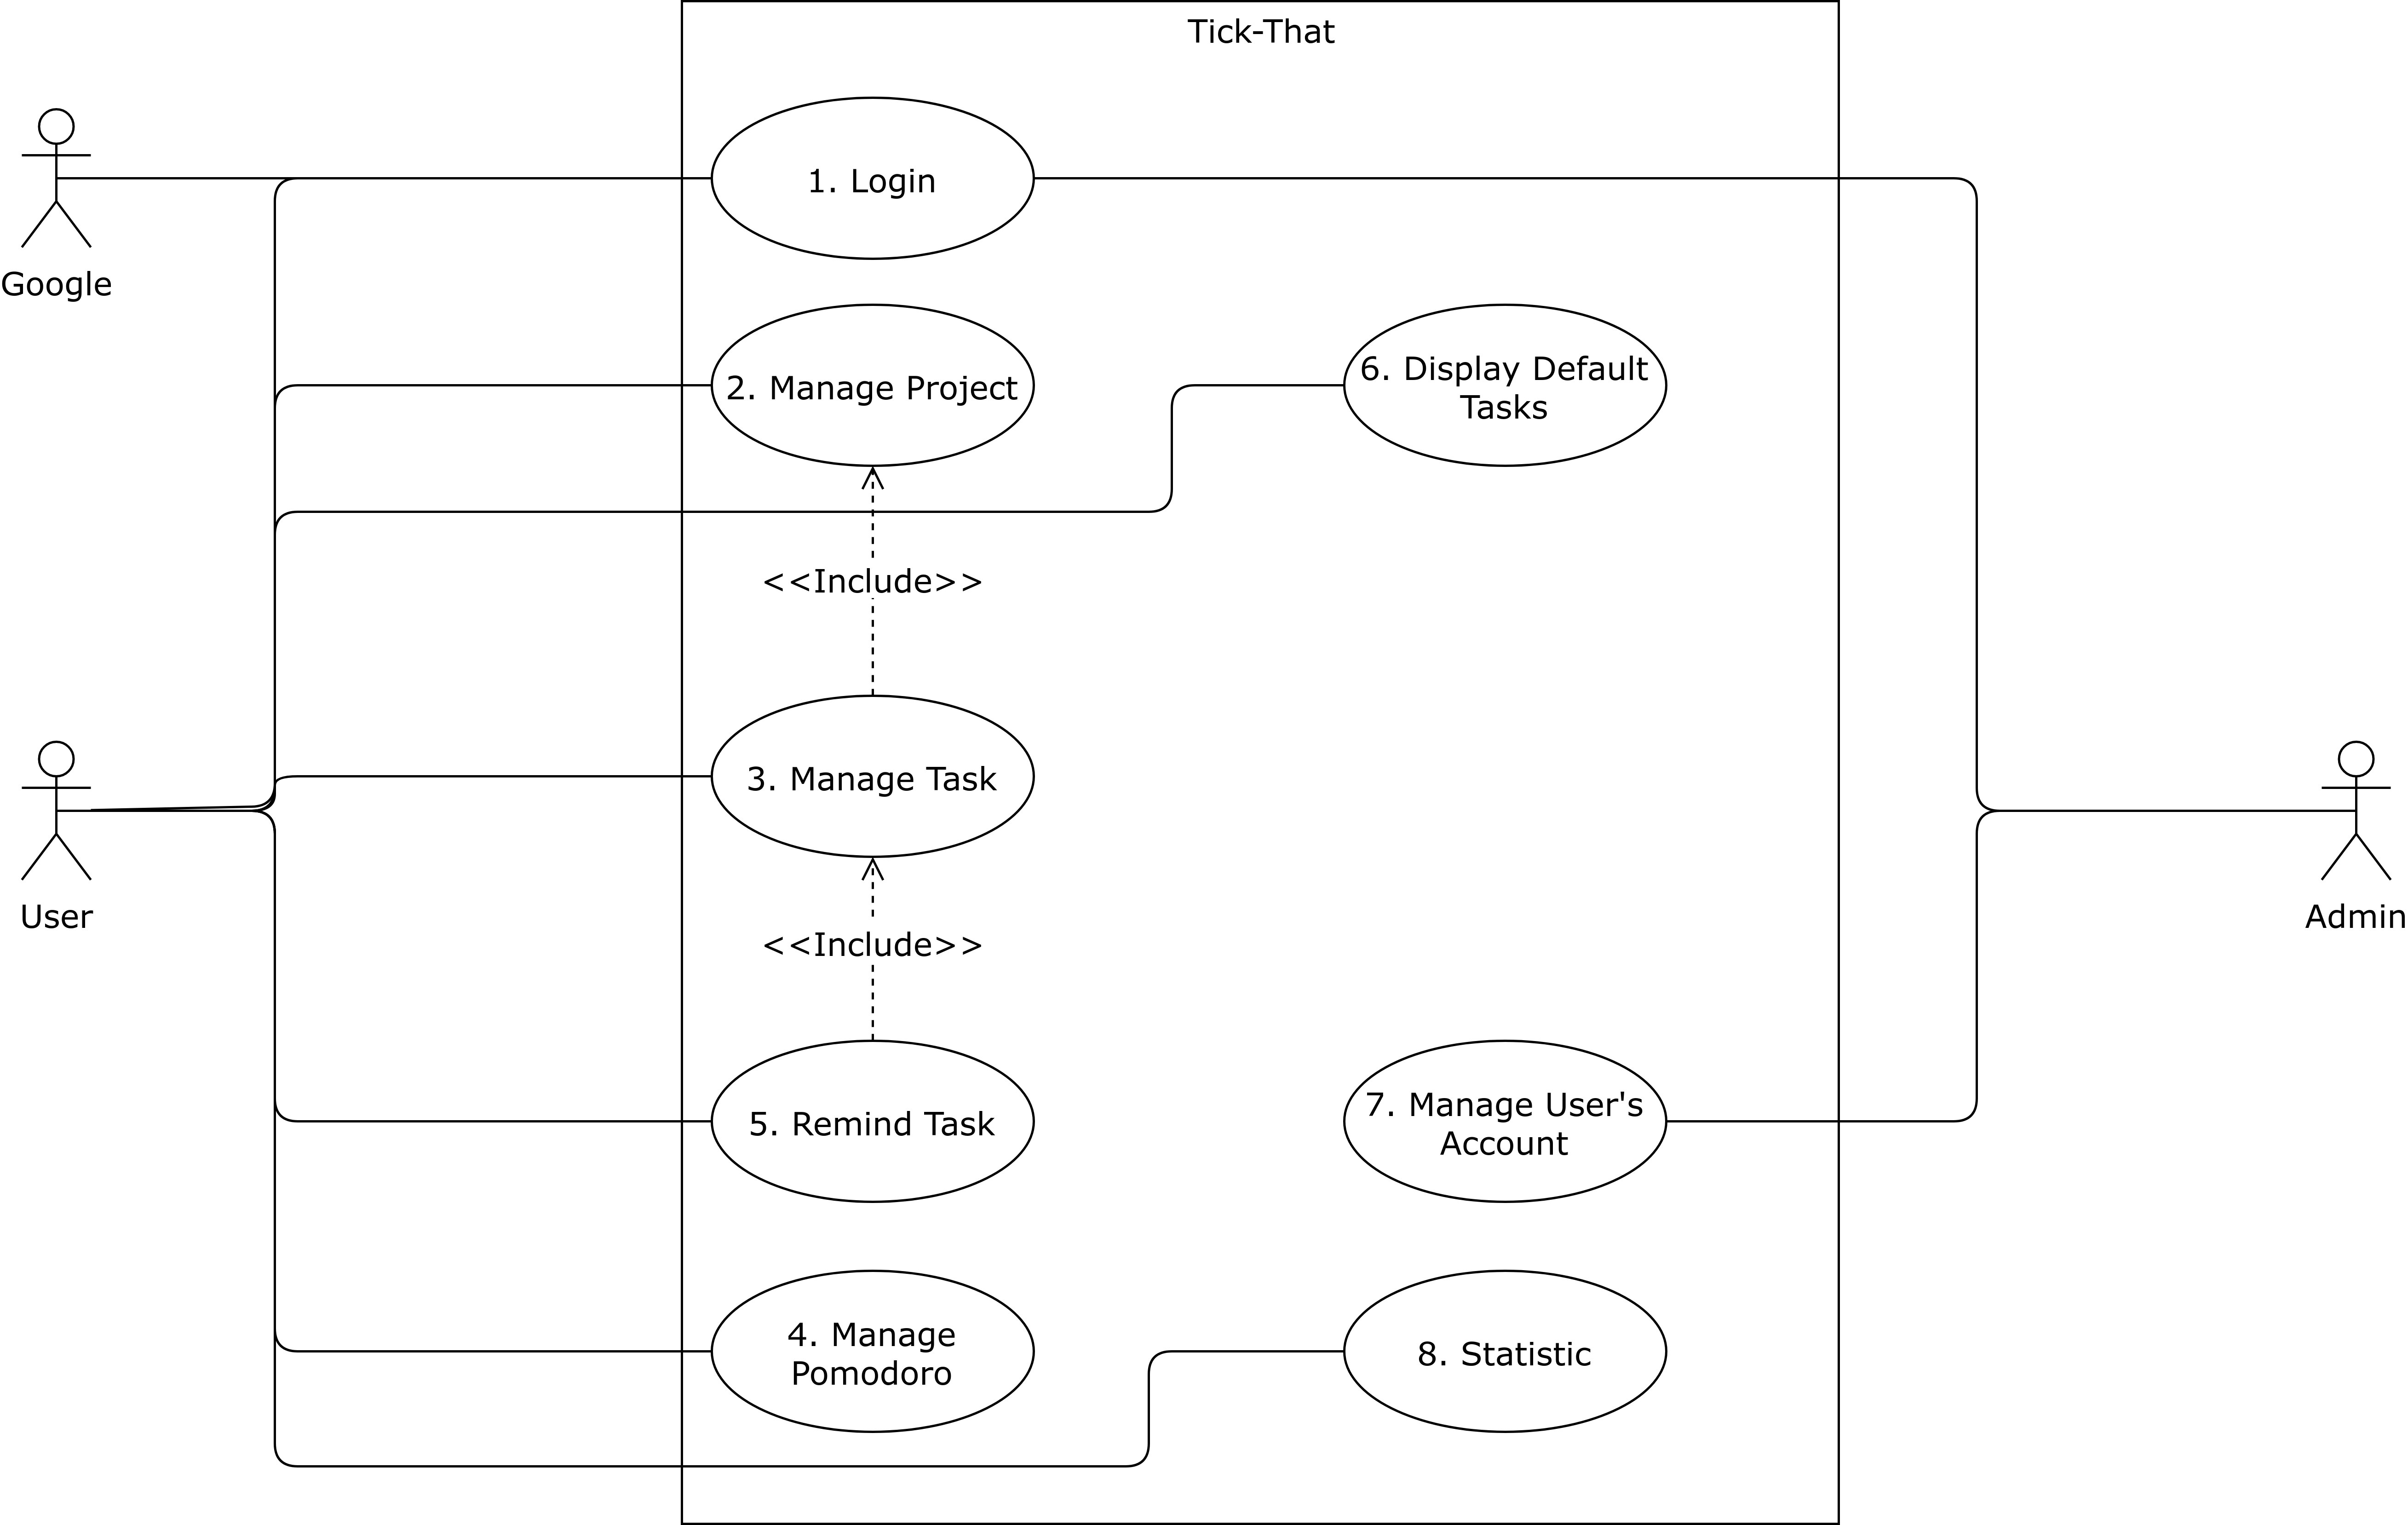 Tick-That
Google
1. Login
2. Manage Project
6. Display Default
Tasks
<<Include>>
3. Manage Task
User
Admin
<<Include>>
5. Remind Task
7. Manage User's
Account
4. Manage
Pomodoro
8. Statistic